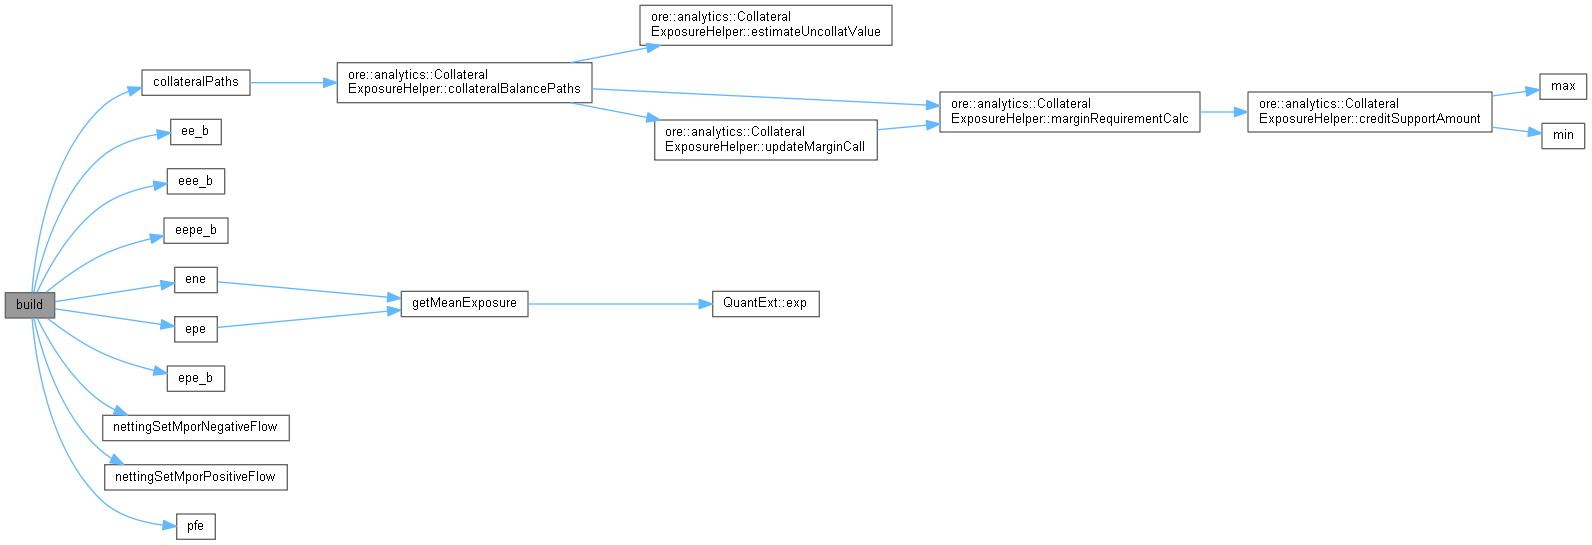 build
collateralPaths
ee_b
eee_b
eepe_b
ene
epe
epe_b
nettingSetMporNegativeFlow
nettingSetMporPositiveFlow
pfe
ore::analytics::Collateral
ExposureHelper::collateralBalancePaths
getMeanExposure
ore::analytics::Collateral
ExposureHelper::estimateUncollatValue
ore::analytics::Collateral
ExposureHelper::updateMarginCall
QuantExt::exp
ore::analytics::Collateral
ExposureHelper::marginRequirementCalc
ore::analytics::Collateral
ExposureHelper::creditSupportAmount
max
min